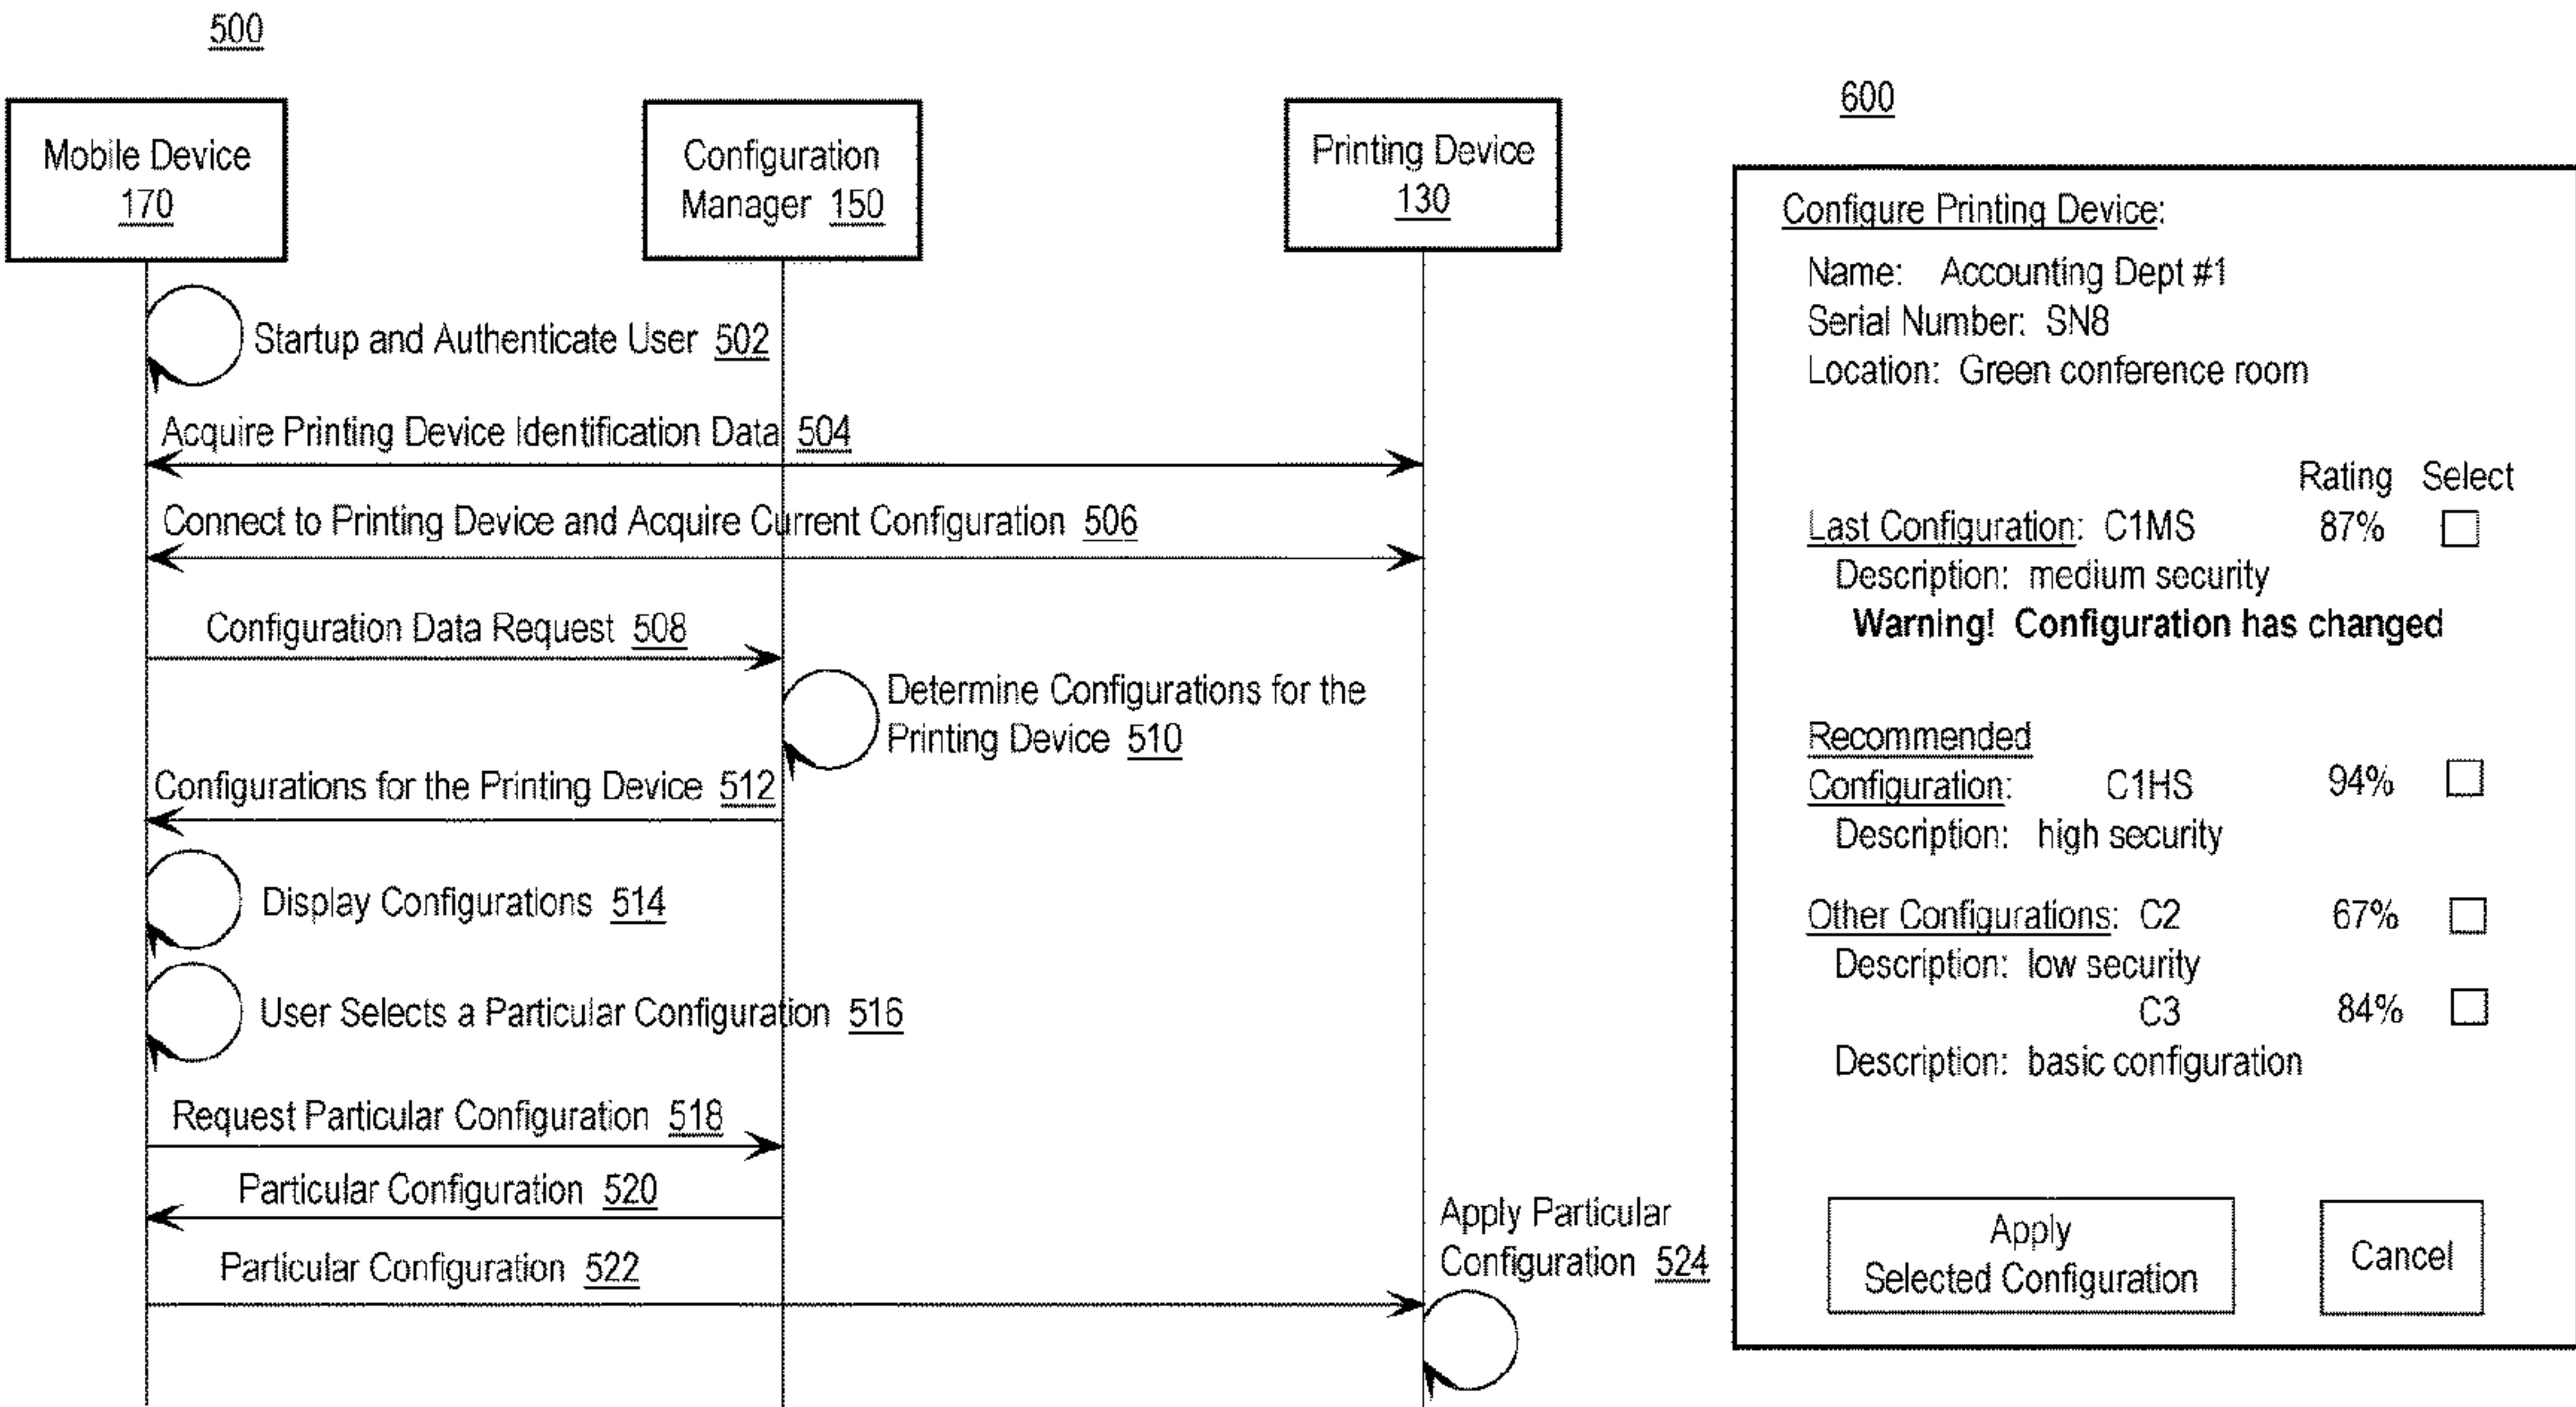 500
Mobile Device
170
Configuration
Manager 150
Printing Device
130
Startup and Authenticate User 502
Acquire Printing Device Identification Data 504
Connect to Printing Device and Acquire Current Configuration 506
Configuration Data Request 508
Determine Configurations for the
Printing Device 510
Configurations for the Printing Device 512
Display Configurations 514
User Selects a Particular Configuration 516
Request Particular Configuration 518
Particular Configuration 520
Particular Configuration 522
Apply Particular
Configuration 524
600
Configure Printing Device:
Name: Accounting Dept #1
Serial Number: SN8
Location: Green conference room
Rating Select
Last Configuration: C1MS 87%
Description: medium security
Warning! Configuration has changed
Recommended
Configuration: C1HS 94%
Description: high security
Other Configurations: C2 67%
Description: low security
C3 84%
Description: basic configuration
Apply
Selected Configuration
Cancel